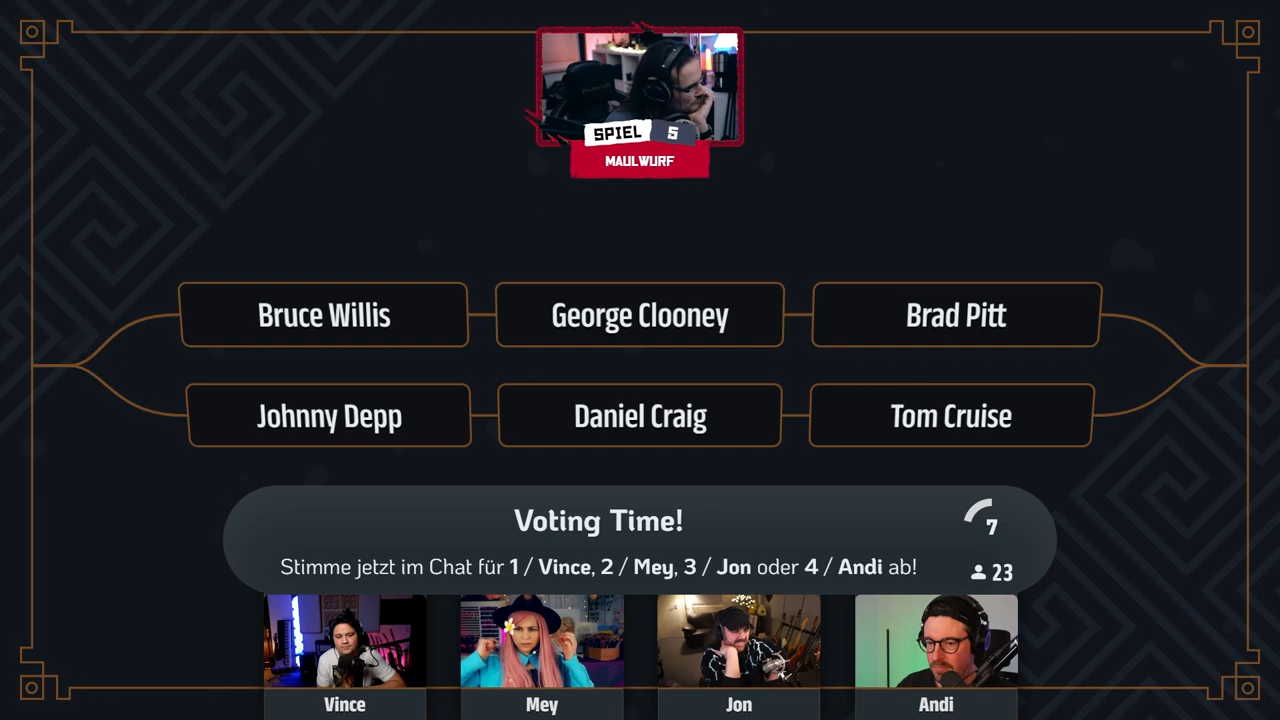 SPIEL 5
MAULWURF
Bruce Willis
George Clooney
Brad Pitt
Johnny Depp
Daniel Craig
Tom Cruise
Voting Time!
7
Stimme jetzt im Chat für 1 / Vince, 2 / Mey, 3 / Jon oder 4 / Andi ab!
23
Vince
Mey
Jon
Andi